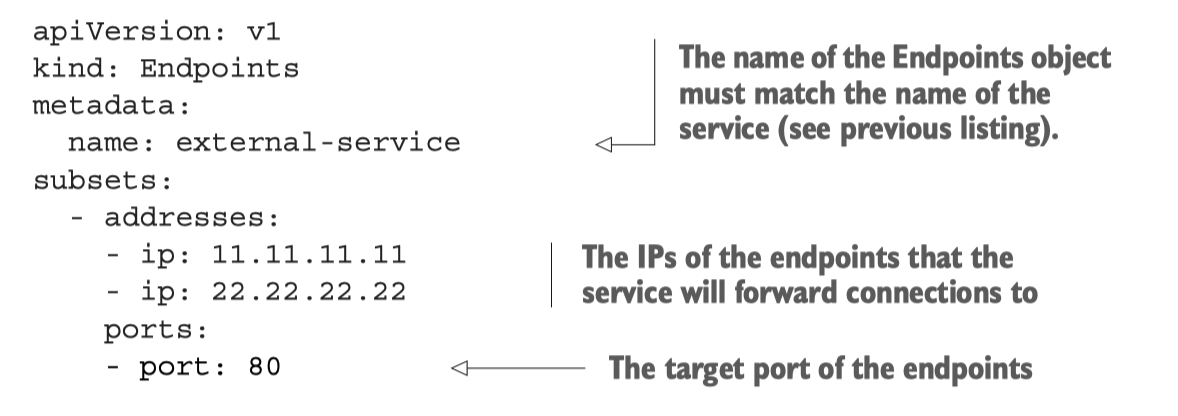 apiVersion: v1
kind: Endpoints
metadata:
  name: external-service
The name of the Endpoints object
must match the name of the
service (see previous listing).
subsets:
  - addresses:
    - ip: 11.11.11.11
    - ip: 22.22.22.22
The IPs of the endpoints that the
service will forward connections to
    ports:
    - port: 80
The target port of the endpoints